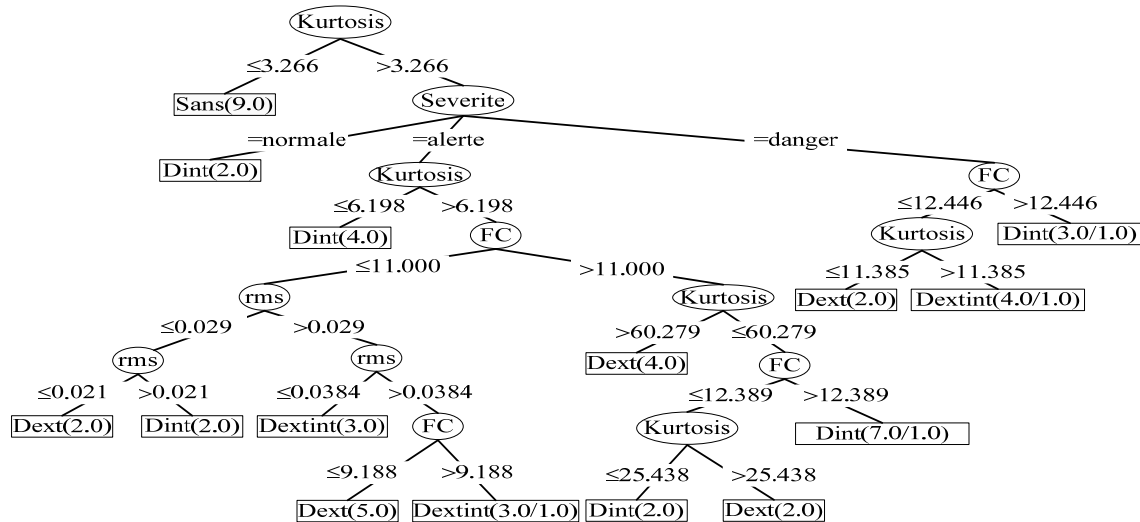 Kurtosis
≤3.266 >3.266
Sans(9.0) Severite
=normale =alerte =danger
Dint(2.0) Kurtosis FC
≤6.198 >6.198 ≤12.446 >12.446
Dint(4.0) FC Kurtosis Dint(3.0/1.0)
≤11.000 >11.000 ≤11.385 >11.385
rms Kurtosis Dext(2.0) Dextint(4.0/1.0)
≤0.029 >0.029 >60.279 ≤60.279
rms rms Dext(4.0) FC
≤0.021 >0.021 ≤0.0384 >0.0384 ≤12.389 >12.389
Dext(2.0) Dint(2.0) Dextint(3.0) FC Kurtosis Dint(7.0/1.0)
≤9.188 >9.188 ≤25.438 >25.438
Dext(5.0) Dextint(3.0/1.0) Dint(2.0) Dext(2.0)